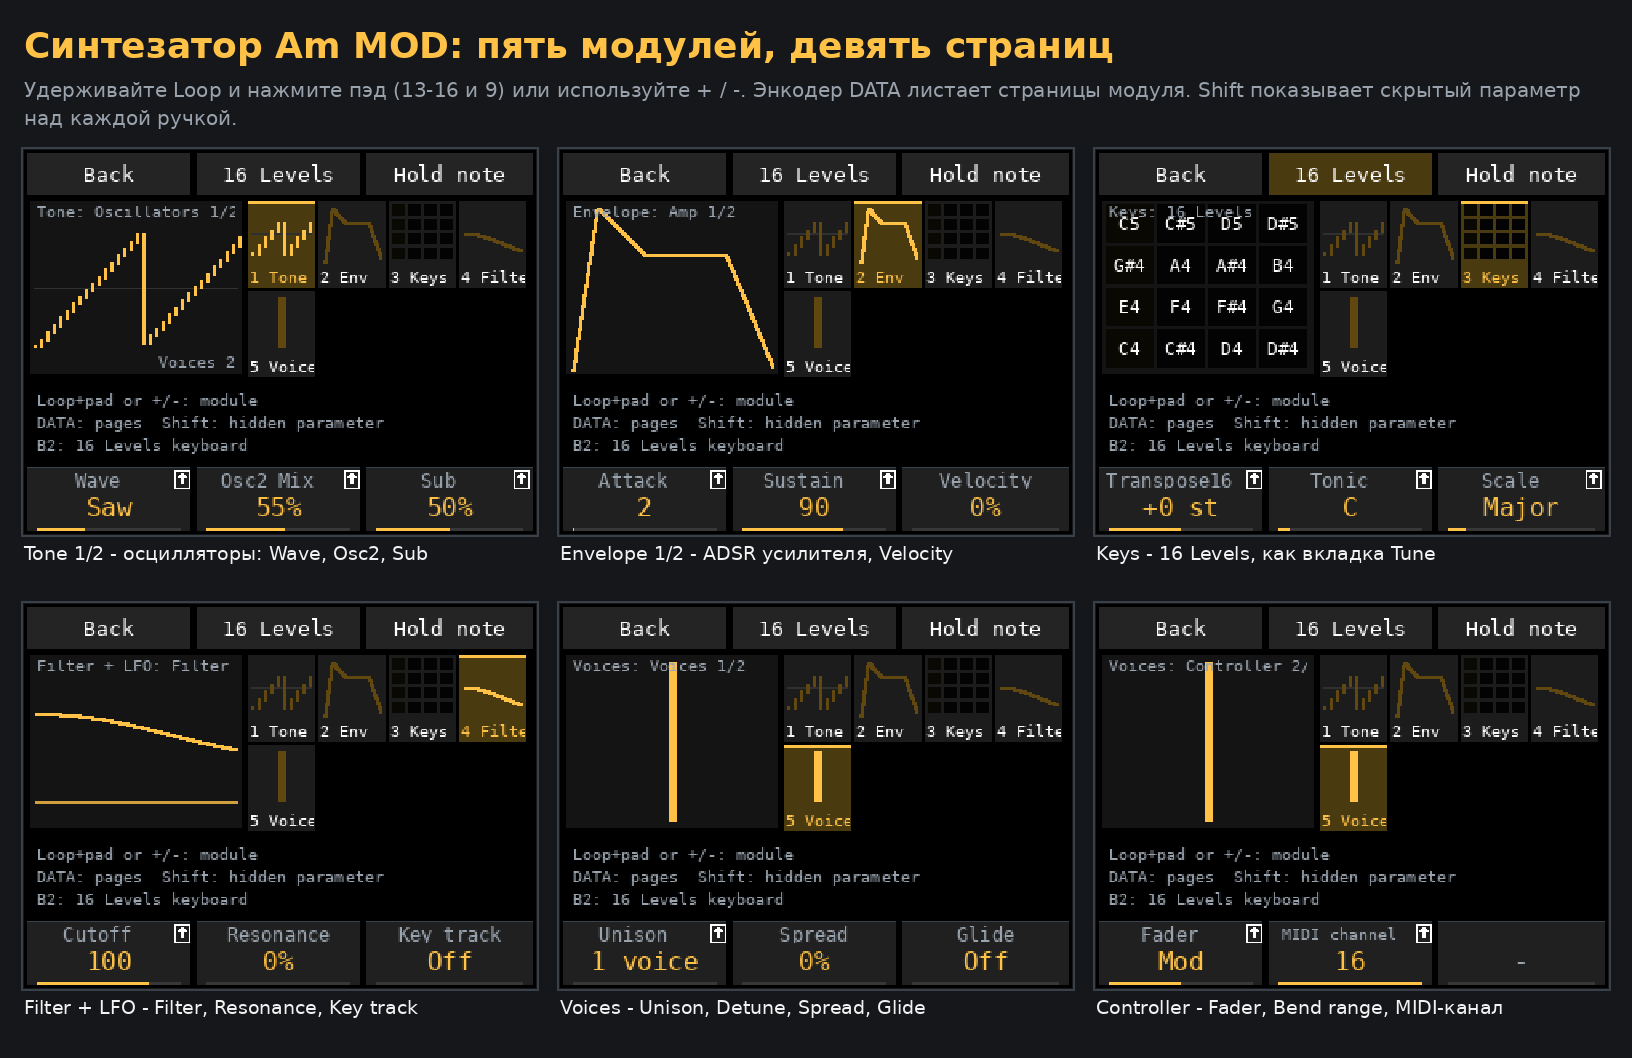 Синтезатор Am MOD: пять модулей, девять страниц
Удерживайте Loop и нажмите пэд (13-16 и 9) или используйте + / -. Энкодер DATA листает страницы модуля. Shift показывает скрытый параметр
над каждой ручкой.
Back 16 Levels Hold note
Tone: Oscillators 1/2
Voices 2
1 Tone 2 Env 3 Keys 4 Filte
5 Voice
Loop+pad or +/-: module
DATA: pages Shift: hidden parameter
B2: 16 Levels keyboard
Wave Osc2 Mix Sub
Saw 55% 50%
Tone 1/2 - осцилляторы: Wave, Osc2, Sub
Back 16 Levels Hold note
Envelope: Amp 1/2
1 Tone 2 Env 3 Keys 4 Filte
5 Voice
Loop+pad or +/-: module
DATA: pages Shift: hidden parameter
B2: 16 Levels keyboard
Attack Sustain Velocity
2 90 0%
Envelope 1/2 - ADSR усилителя, Velocity
Back 16 Levels Hold note
Keys: 16 Levels
C5 C#5 D5 D#5
G#4 A4 A#4 B4
E4 F4 F#4 G4
C4 C#4 D4 D#4
1 Tone 2 Env 3 Keys 4 Filte
5 Voice
Loop+pad or +/-: module
DATA: pages Shift: hidden parameter
B2: 16 Levels keyboard
Transpose16 Tonic Scale
+0 st C Major
Keys - 16 Levels, как вкладка Tune
Back 16 Levels Hold note
Filter + LFO: Filter
1 Tone 2 Env 3 Keys 4 Filte
5 Voice
Loop+pad or +/-: module
DATA: pages Shift: hidden parameter
B2: 16 Levels keyboard
Cutoff Resonance Key track
100 0% Off
Filter + LFO - Filter, Resonance, Key track
Back 16 Levels Hold note
Voices: Voices 1/2
1 Tone 2 Env 3 Keys 4 Filte
5 Voice
Loop+pad or +/-: module
DATA: pages Shift: hidden parameter
B2: 16 Levels keyboard
Unison Spread Glide
1 voice 0% Off
Voices - Unison, Detune, Spread, Glide
Back 16 Levels Hold note
Voices: Controller 2/
1 Tone 2 Env 3 Keys 4 Filte
5 Voice
Loop+pad or +/-: module
DATA: pages Shift: hidden parameter
B2: 16 Levels keyboard
Fader MIDI channel
Mod 16 -
Controller - Fader, Bend range, MIDI-канал